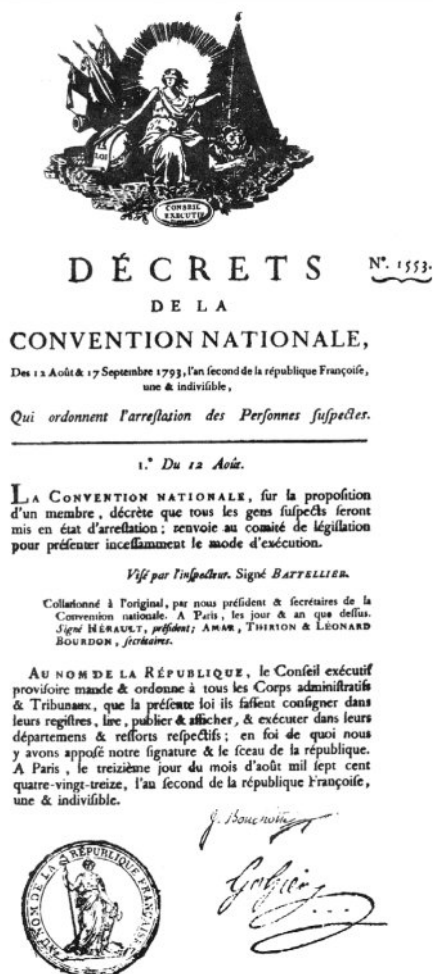 LA
LOI
CONSEIL
EXECUTIF
DÉCRETS
N°. 1553.
DE LA
CONVENTION NATIONALE,
Des 12 Août & 17 Septembre 1793, l'an second de la république Françoiſe,
une & indiviſible,
Qui ordonnent l'arreſtation des Perſonnes ſuſpectes.
1.° Du 12 Août.
LA CONVENTION NATIONALE, ſur la propoſition
d'un membre, décrète que tous les gens ſuſpects ſeront
mis en état d'arreſtation; renvoie au comité de légiſlation
pour préſenter inceſſamment le mode d'exécution.
Viſé par l'inſpecteur. Signé BATTELLIER.
Collationné à l'original, par nous préſident & ſecrétaires de la
Convention nationale. A Paris, les jour & an que deſſus.
Signé HÉRAULT, préſident; AMAR, THIRION & LÉONARD
BOURDON, ſecrétaires.
AU NOM DE LA RÉPUBLIQUE, le Conſeil exécutif
proviſoire mande & ordonne à tous les Corps adminiſtratifs
& Tribunaux, que la préſente loi ils faſſent conſigner dans
leurs regiſtres, lire, publier & afficher, & exécuter dans leurs
départemens & reſſorts reſpectifs; en foi de quoi nous
y avons appoſé notre ſignature & le ſceau de la république.
A Paris, le treizième jour du mois d'août mil ſept cent
quatre-vingt-treize, l'an ſecond de la république Françoiſe,
une & indiviſible.
AU NOM DE LA RÉPUBLIQUE FRANÇAISE